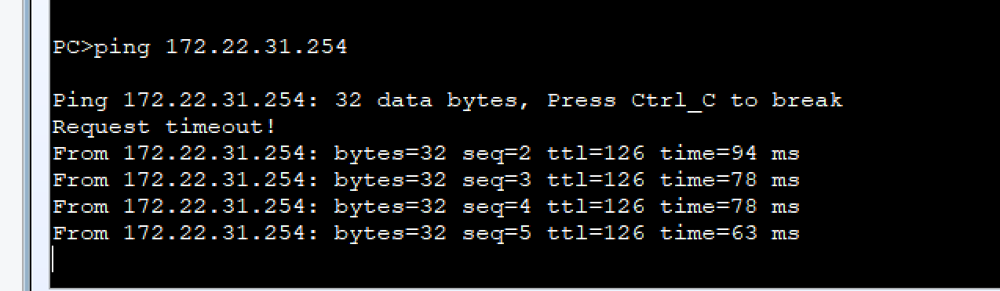 PC>ping 172.22.31.254
Ping 172.22.31.254: 32 data bytes, Press Ctrl_C to break
Request timeout!
From 172.22.31.254: bytes=32 seq=2 ttl=126 time=94 ms
From 172.22.31.254: bytes=32 seq=3 ttl=126 time=78 ms
From 172.22.31.254: bytes=32 seq=4 ttl=126 time=78 ms
From 172.22.31.254: bytes=32 seq=5 ttl=126 time=63 ms